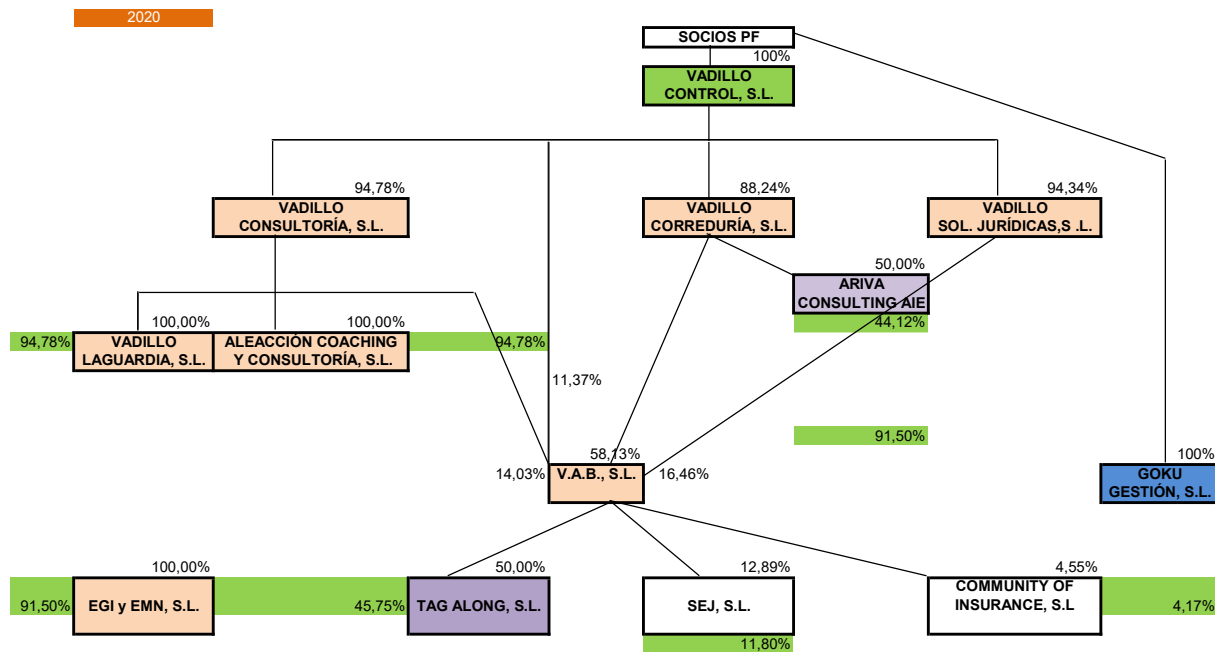 2020
SOCIOS PF
100%
VADILLO
CONTROL, S.L.
94,78%
88,24%
94,34%
VADILLO
CONSULTORÍA, S.L.
VADILLO
CORREDURÍA, S.L.
VADILLO
SOL. JURÍDICAS,S .L.
50,00%
ARIVA
CONSULTING AIE
44,12%
100,00%
100,00%
94,78%
VADILLO
LAGUARDIA, S.L.
ALEACCIÓN COACHING
Y CONSULTORÍA, S.L.
94,78%
11,37%
91,50%
58,13%
14,03%
V.A.B., S.L.
16,46%
100%
GOKU
GESTIÓN, S.L.
100,00%
50,00%
12,89%
4,55%
91,50%
EGI y EMN, S.L.
45,75%
TAG ALONG, S.L.
SEJ, S.L.
COMMUNITY OF
INSURANCE, S.L
4,17%
11,80%